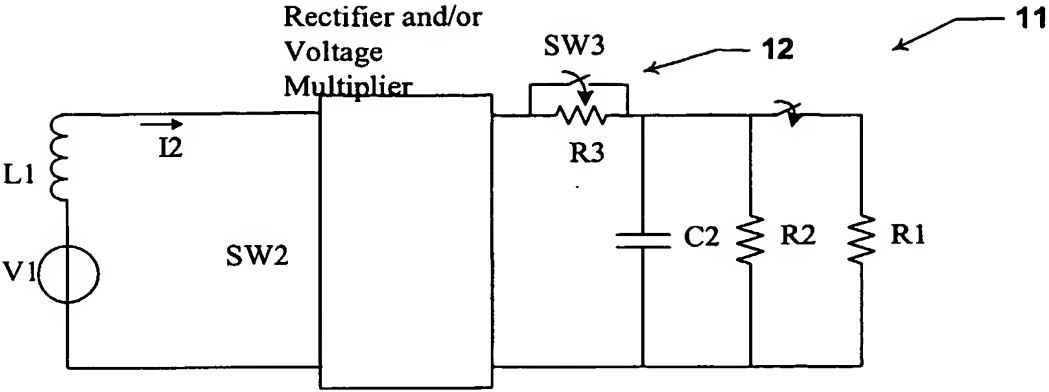 Rectifier and/or
Voltage
Multiplier
SW3
12
11
I2
R3
L1
V1
SW2
C2
R2
R1